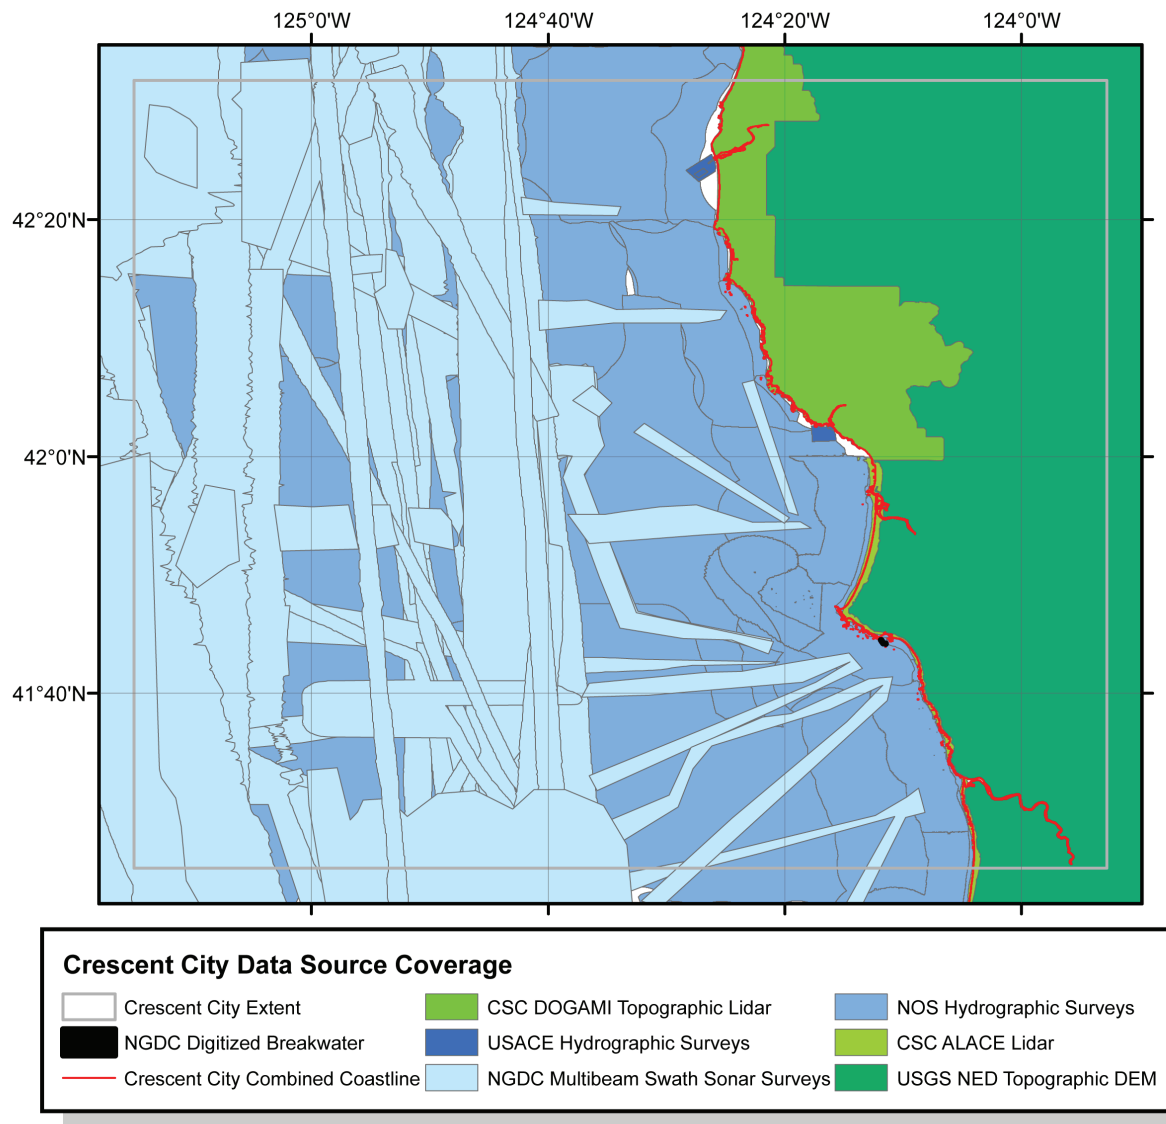 125°0'W 124°40'W 124°20'W 124°0'W
42°20'N
42°0'N
41°40'N
Crescent City Data Source Coverage
Crescent City Extent
NGDC Digitized Breakwater
Crescent City Combined Coastline
CSC DOGAMI Topographic Lidar
USACE Hydrographic Surveys
NGDC Multibeam Swath Sonar Surveys
NOS Hydrographic Surveys
CSC ALACE Lidar
USGS NED Topographic DEM